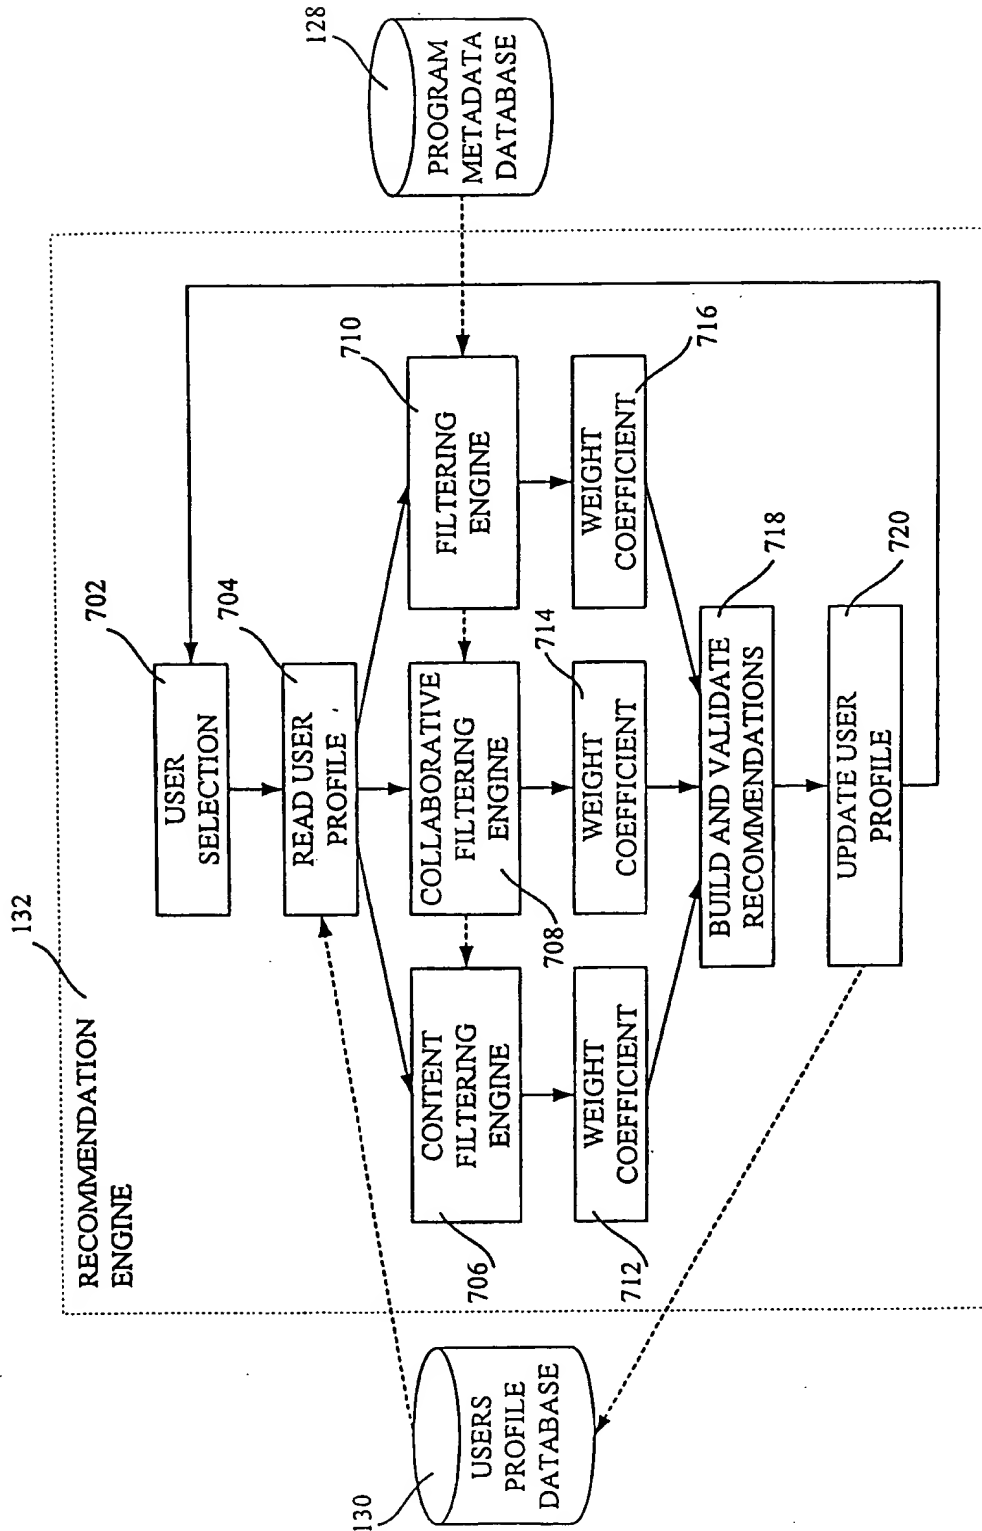 RECOMMENDATION
ENGINE
132
USER
SELECTION
702
READ USER
PROFILE
704
CONTENT
FILTERING
ENGINE
706
COLLABORATIVE
FILTERING
ENGINE
708
FILTERING
ENGINE
710
WEIGHT
COEFFICIENT
712
WEIGHT
COEFFICIENT
714
WEIGHT
COEFFICIENT
716
BUILD AND VALIDATE
RECOMMENDATIONS
718
UPDATE USER
PROFILE
720
USERS
PROFILE
DATABASE
130
PROGRAM
METADATA
DATABASE
128